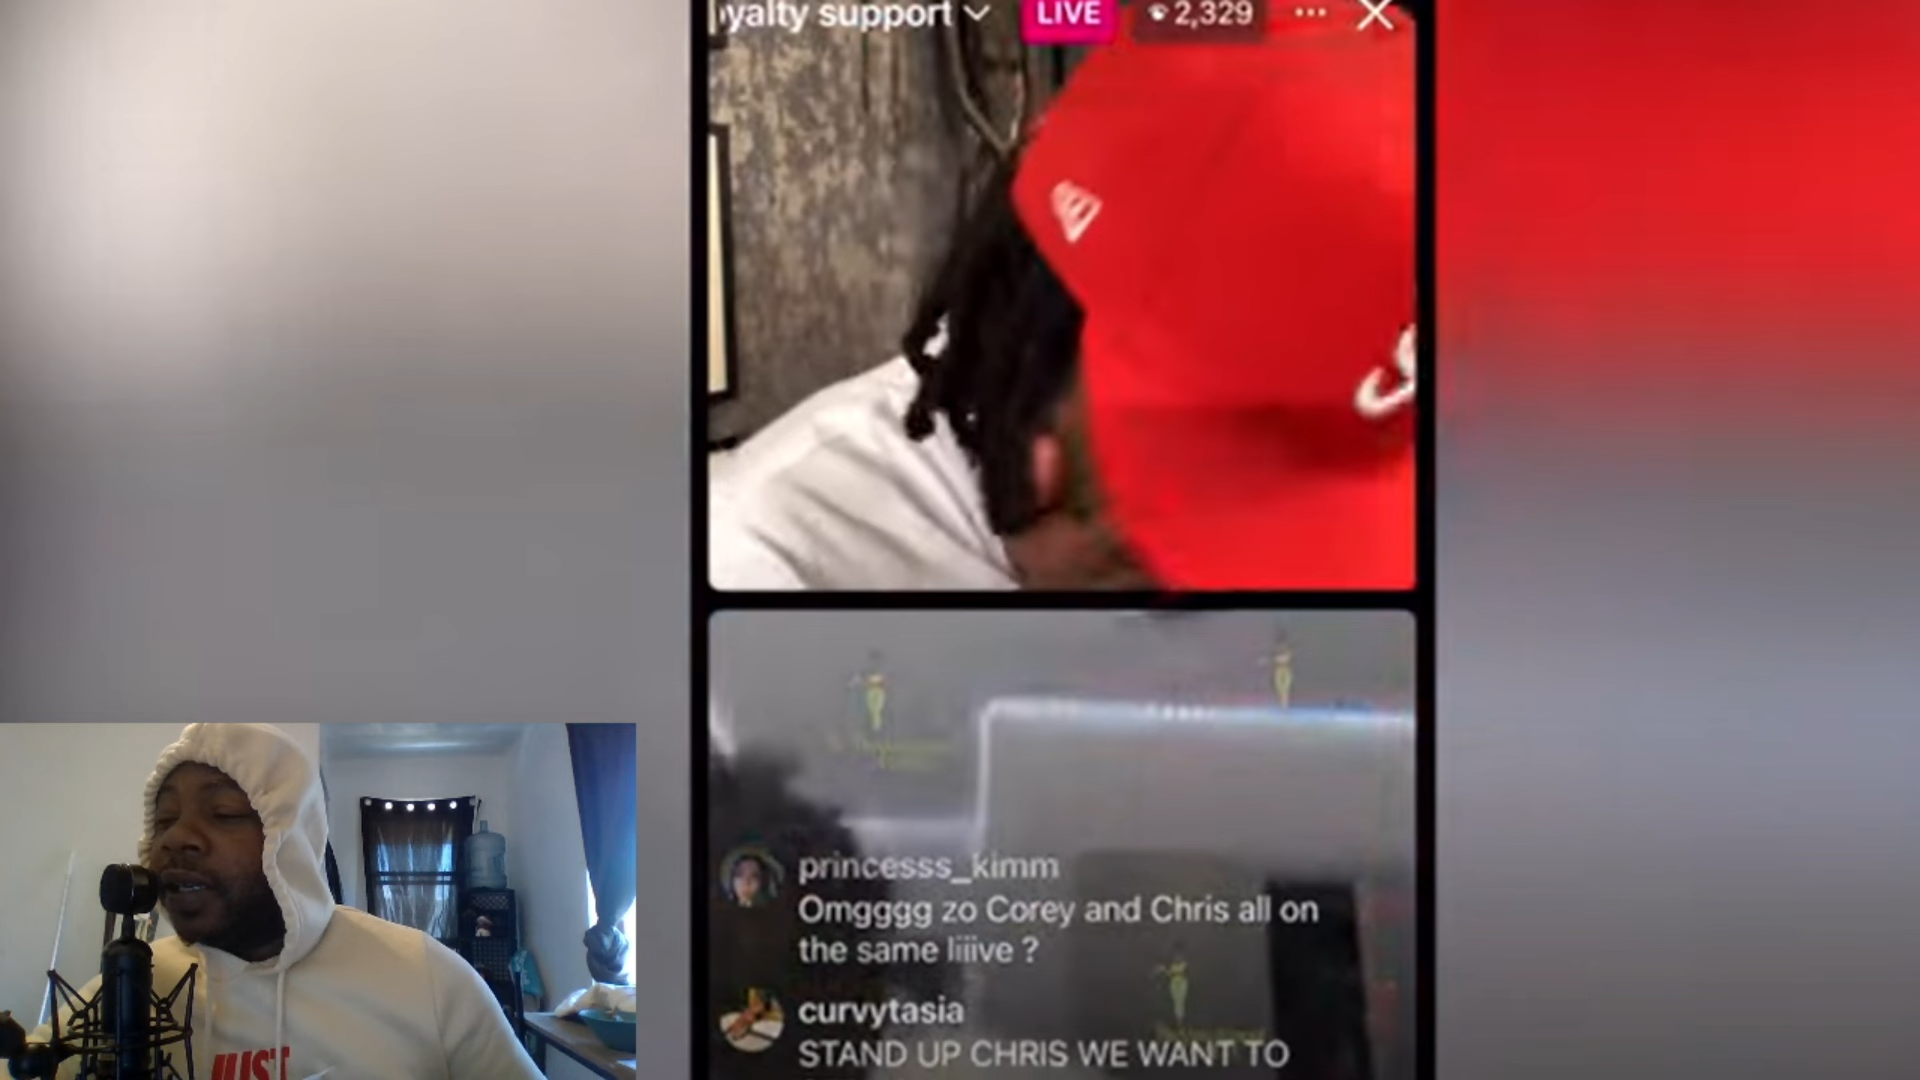 yalty support
LIVE
2,329
princesss_kimm
Omgggg zo Corey and Chris all on
the same liiive ?
curvytasia
STAND UP CHRIS WE WANT TO
JUST